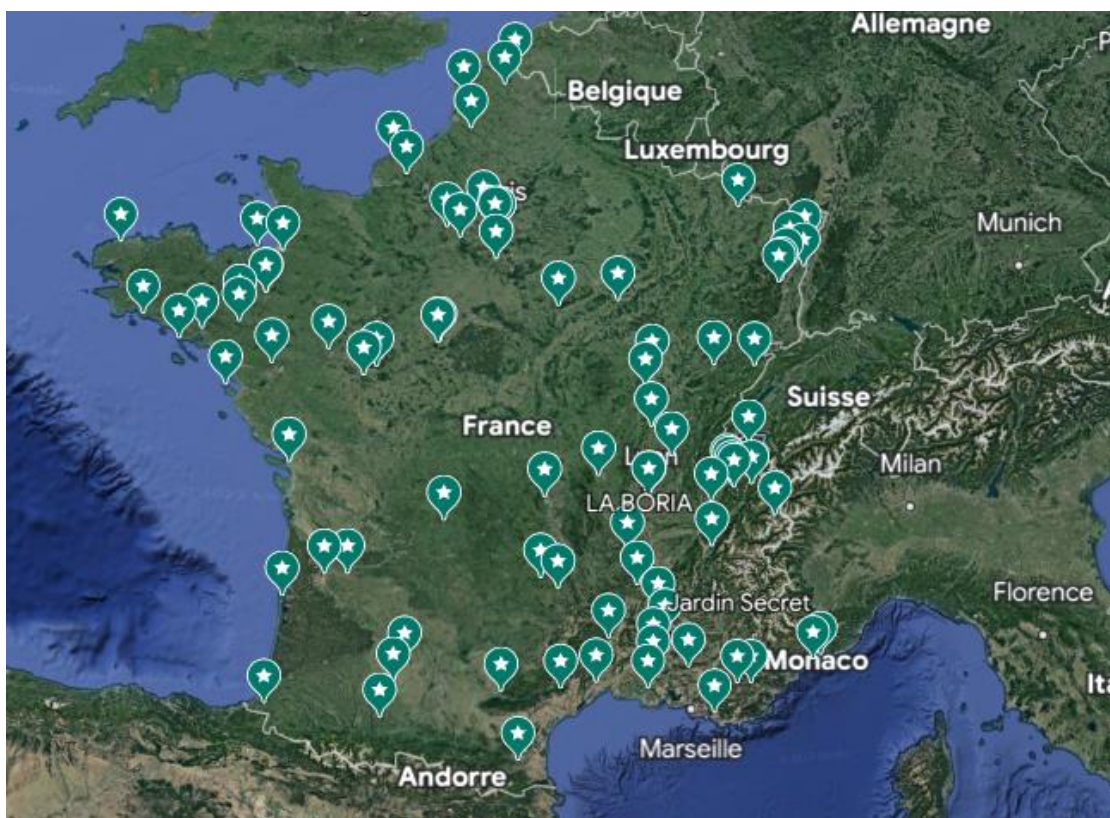 Allemagne
Belgique
Luxembourg
Munich
Suisse
France
Milan
LA BORIA
Florence
Jardin Secret
Monaco
Marseille
Andorre